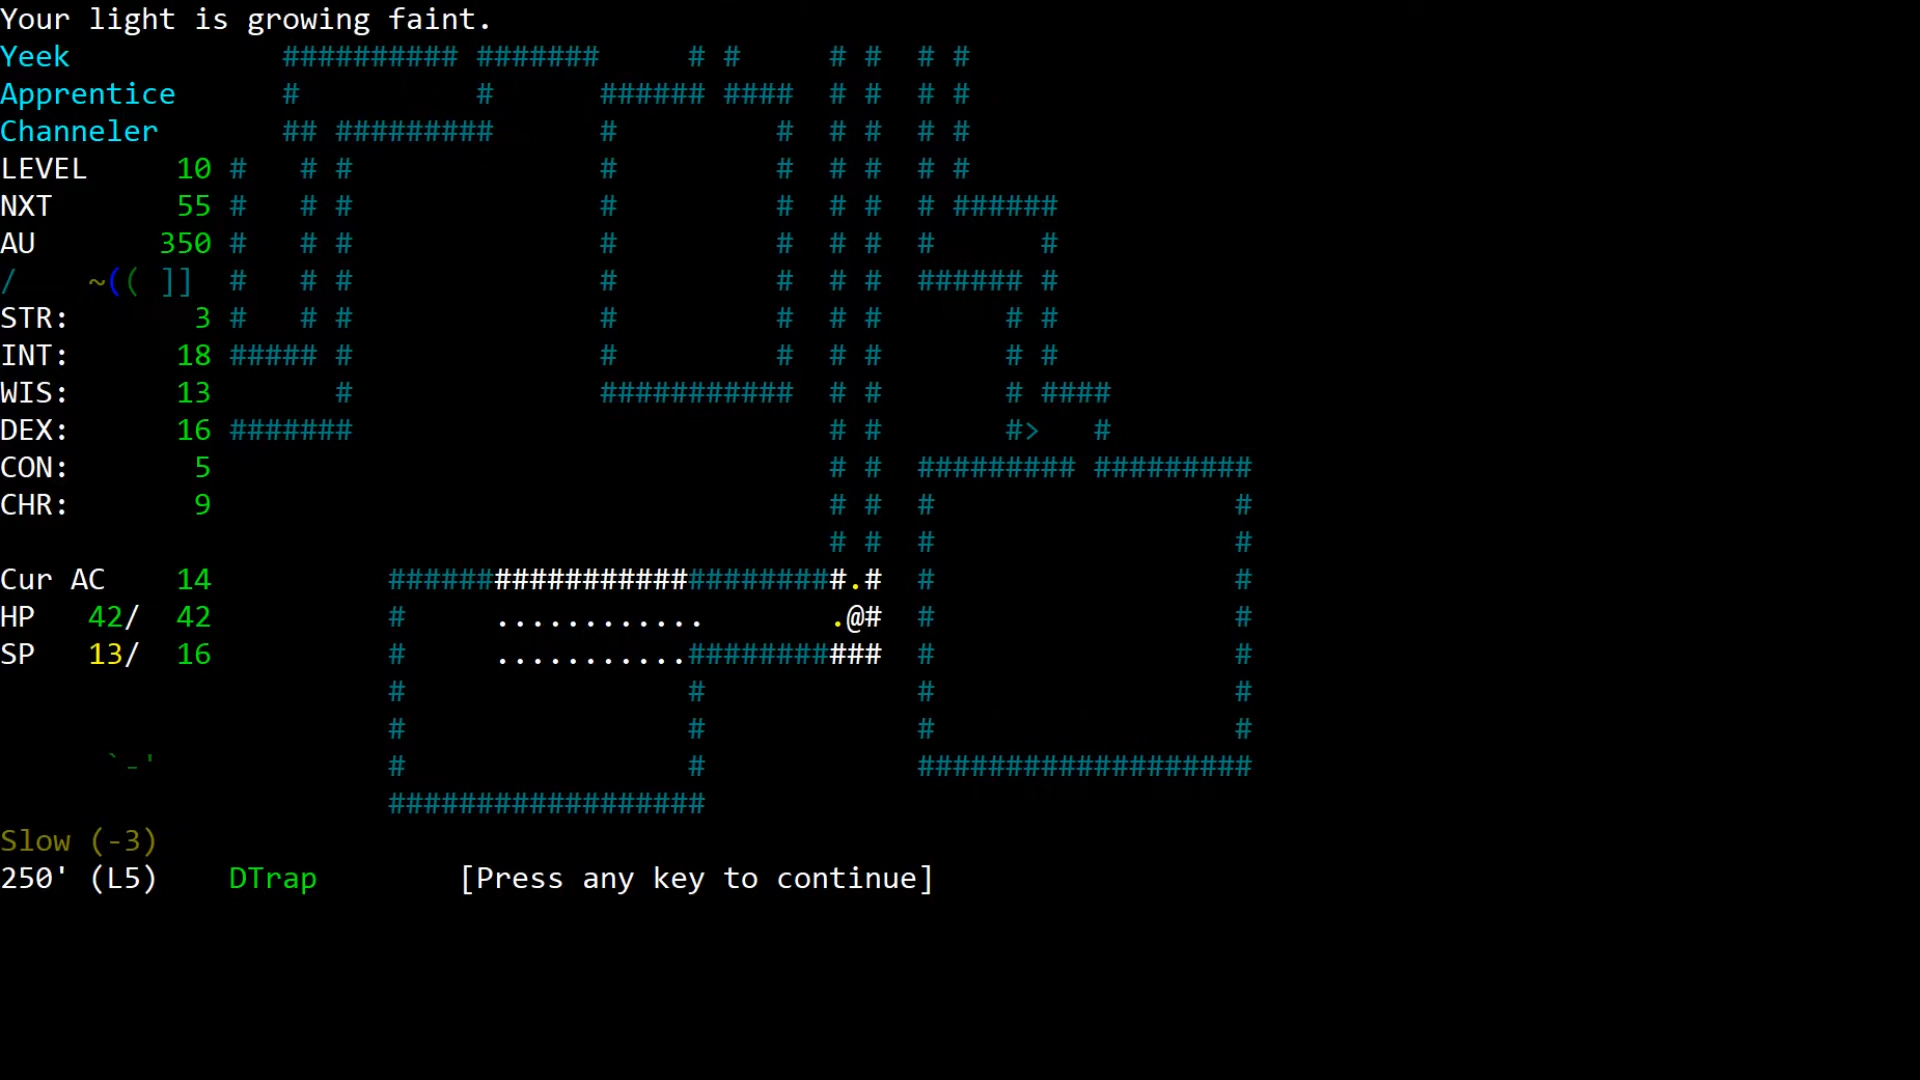 Your light is growing faint.
Yeek ########## ####### # # # # # #
Apprentice # # ###### #### # # # #
Channeler ## ######### # # # # # #
LEVEL 10 # # # # # # # # #
NXT 55 # # # # # # # # ######
AU 350 # # # # # # # # #
/ ~(( ]] # # # # # # # ###### #
STR: 3 # # # # # # # # #
INT: 18 ##### # # # # # # #
WIS: 13 # ########### # # # ####
DEX: 16 ####### # # #> #
CON: 5 # # ######### #########
CHR: 9 # # # #
# # # #
Cur AC 14 #########################.# # #
HP 42/ 42 # ............ .@# # #
SP 13/ 16 # ...........########### # #
# # # #
# # # #
`-' # # ###################
##################
Slow (-3)
250' (L5) DTrap [Press any key to continue]